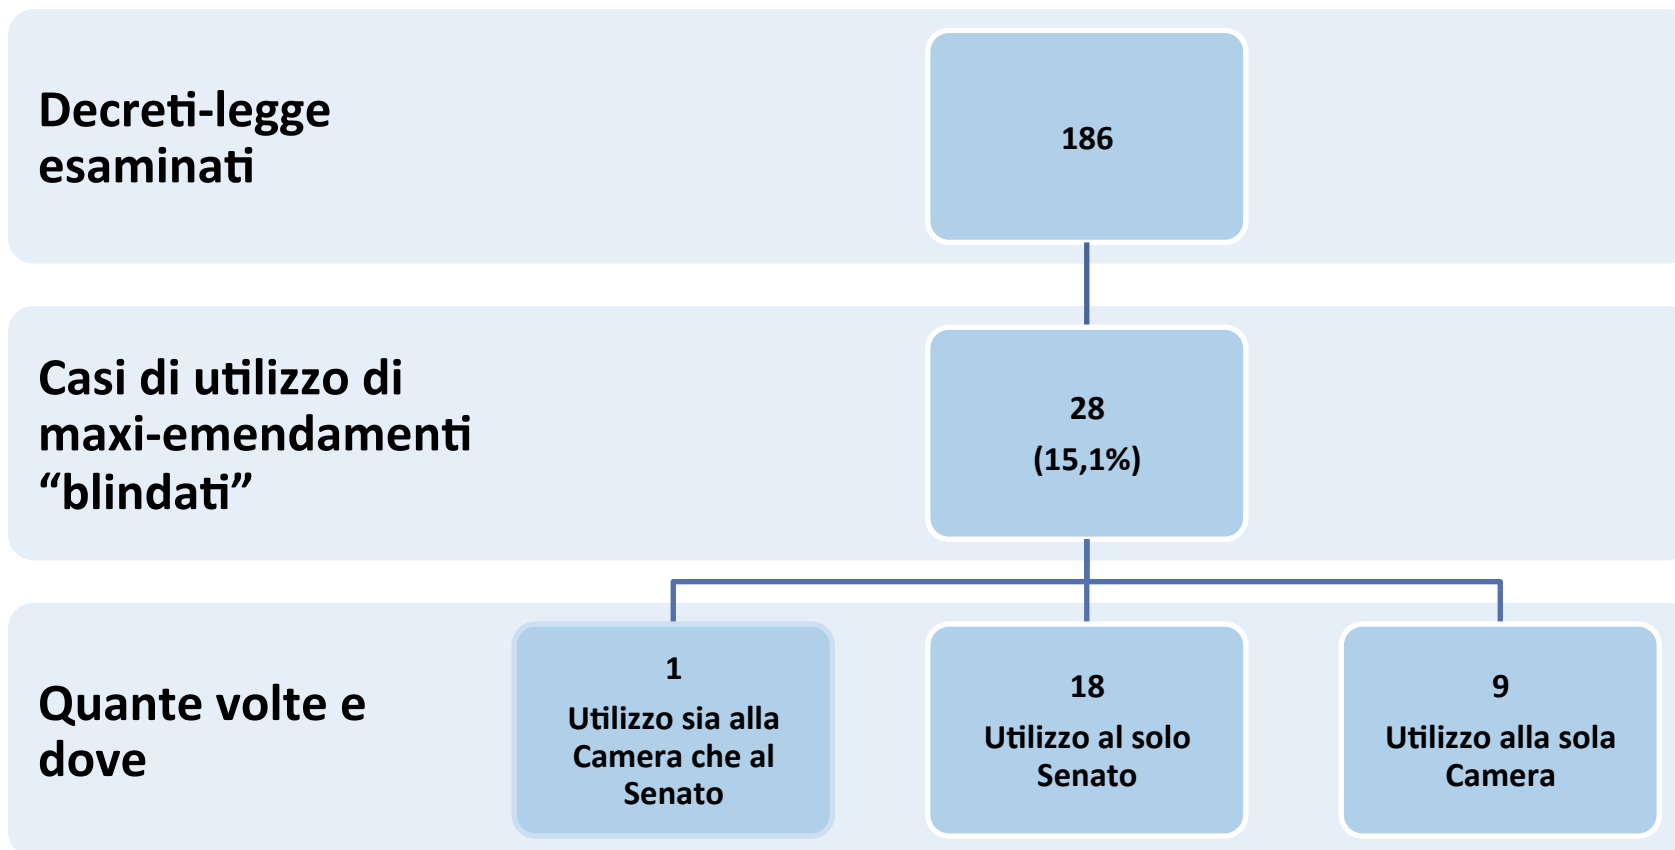 Decreti-legge
esaminati
186
Casi di utilizzo di
maxi-emendamenti
“blindati”
28
(15,1%)
Quante volte e
dove
1
Utilizzo sia alla
Camera che al
Senato
18
Utilizzo al solo
Senato
9
Utilizzo alla sola
Camera